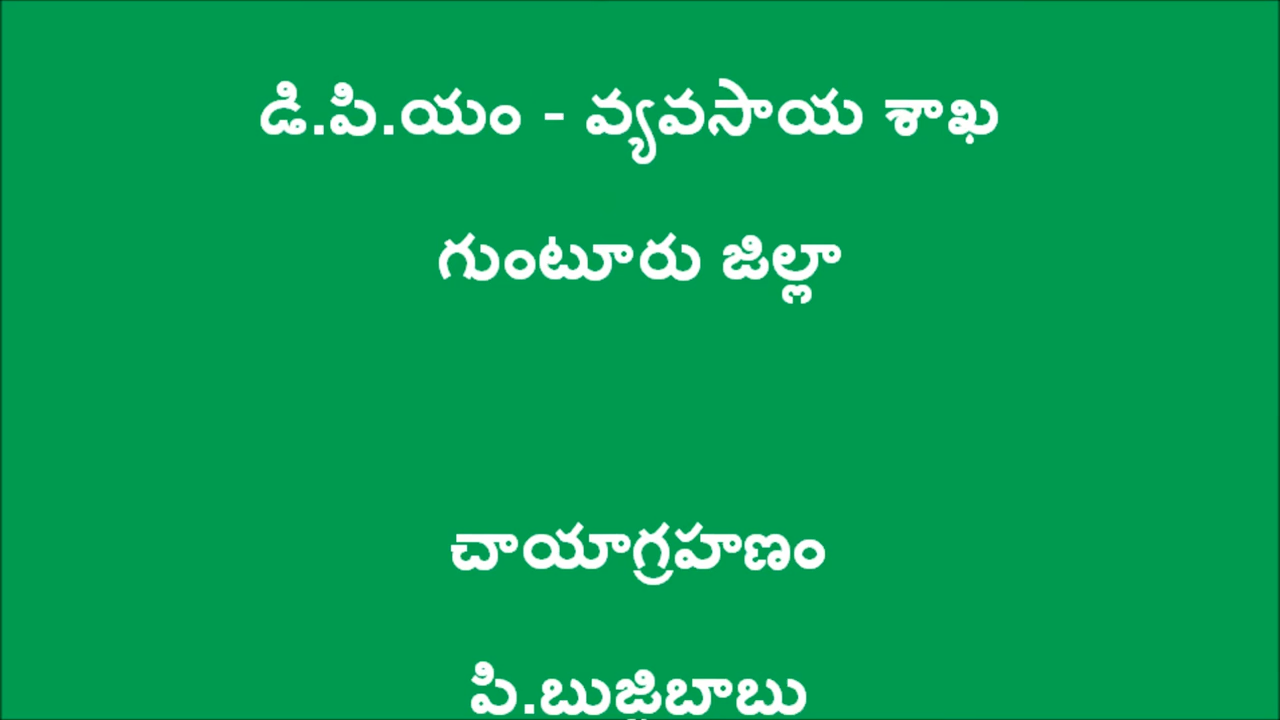 డి.పి.యం - వ్యవసాయ శాఖ
గుంటూరు జిల్లా
చాయాగ్రహణం
పి.బుజ్జిబాబు